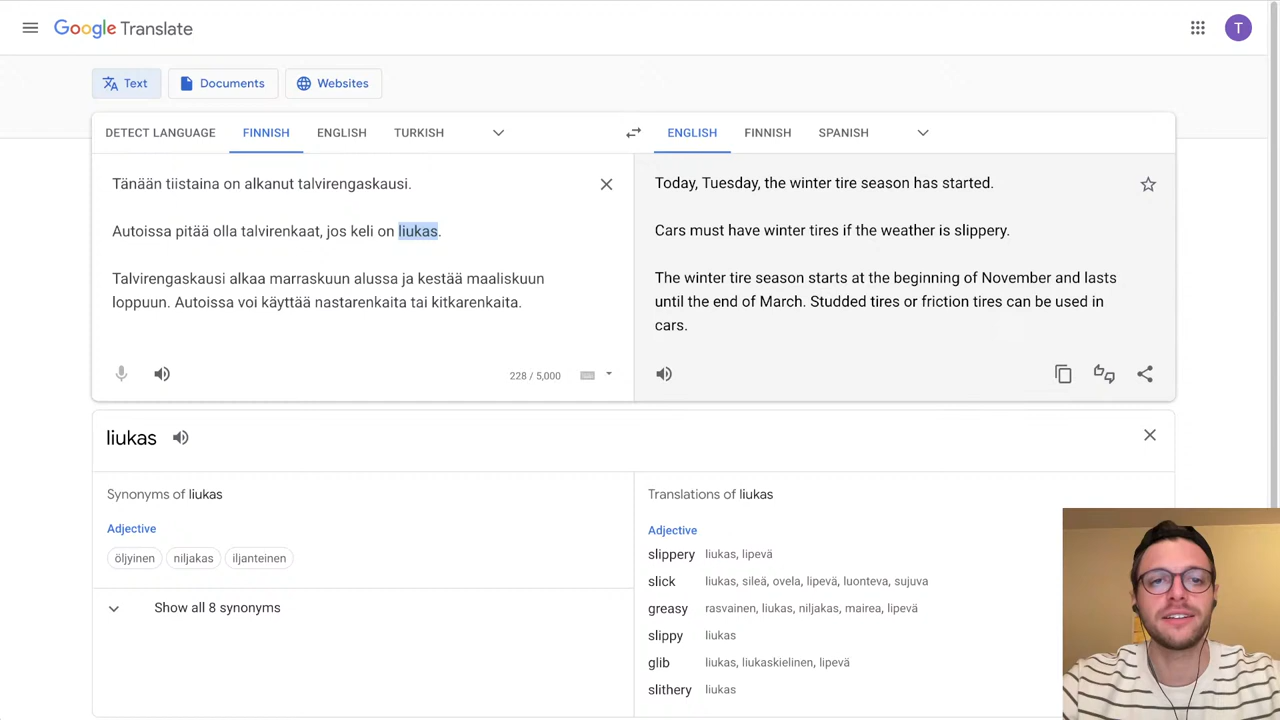 Google Translate
T
Text
Documents
Websites
DETECT LANGUAGE
FINNISH
ENGLISH
TURKISH
ENGLISH
FINNISH
SPANISH
Tänään tiistaina on alkanut talvirengaskausi.
Autoissa pitää olla talvirenkaat, jos keli on liukas.
Talvirengaskausi alkaa marraskuun alussa ja kestää maaliskuun
loppuun. Autoissa voi käyttää nastarenkaita tai kitkarenkaita.
228 / 5,000
Today, Tuesday, the winter tire season has started.
Cars must have winter tires if the weather is slippery.
The winter tire season starts at the beginning of November and lasts
until the end of March. Studded tires or friction tires can be used in
cars.
liukas
Synonyms of liukas
Adjective
öljyinen
niljakas
iljanteinen
Show all 8 synonyms
Translations of liukas
Adjective
slippery liukas, lipevä
slick liukas, sileä, ovela, lipevä, luonteva, sujuva
greasy rasvainen, liukas, niljakas, mairea, lipevä
slippy liukas
glib liukas, liukaskielinen, lipevä
slithery liukas